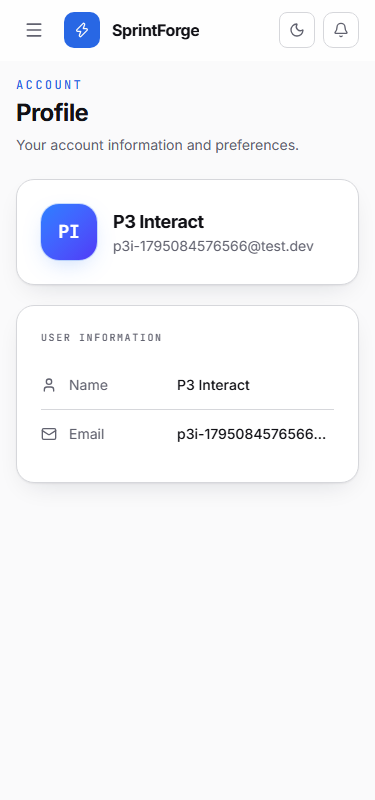 SprintForge
ACCOUNT
Profile
Your account information and preferences.
PI
P3 Interact
p3i-1795084576566@test.dev
USER INFORMATION
Name P3 Interact
Email p3i-1795084576566...